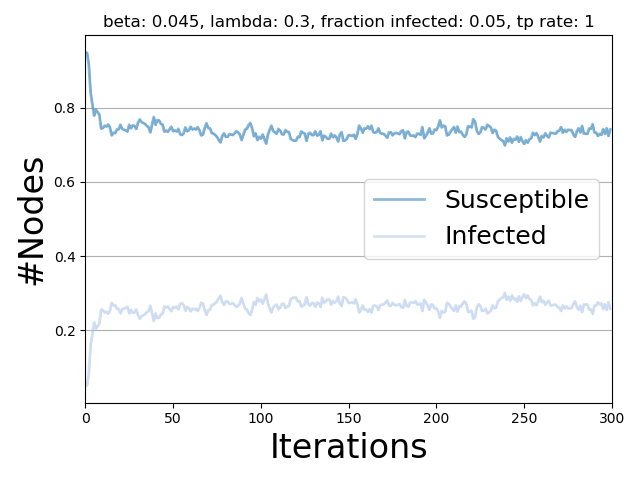 beta: 0.045, lambda: 0.3, fraction infected: 0.05, tp rate: 1
#Nodes
0.8
0.6
0.4
0.2
Susceptible
Infected
0 50 100 150 200 250 300
Iterations